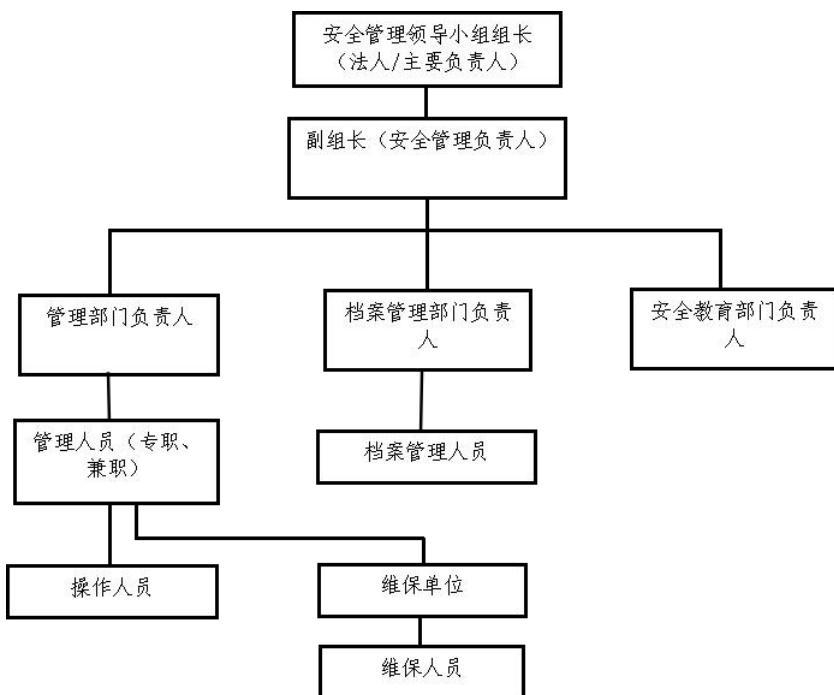 安全管理领导小组组长
（法人/主要负责人）
副组长（安全管理负责人）
管理部门负责人
档案管理部门负责
人
安全教育部门负责
人
管理人员（专职、
兼职）
档案管理人员
操作人员
维保单位
维保人员